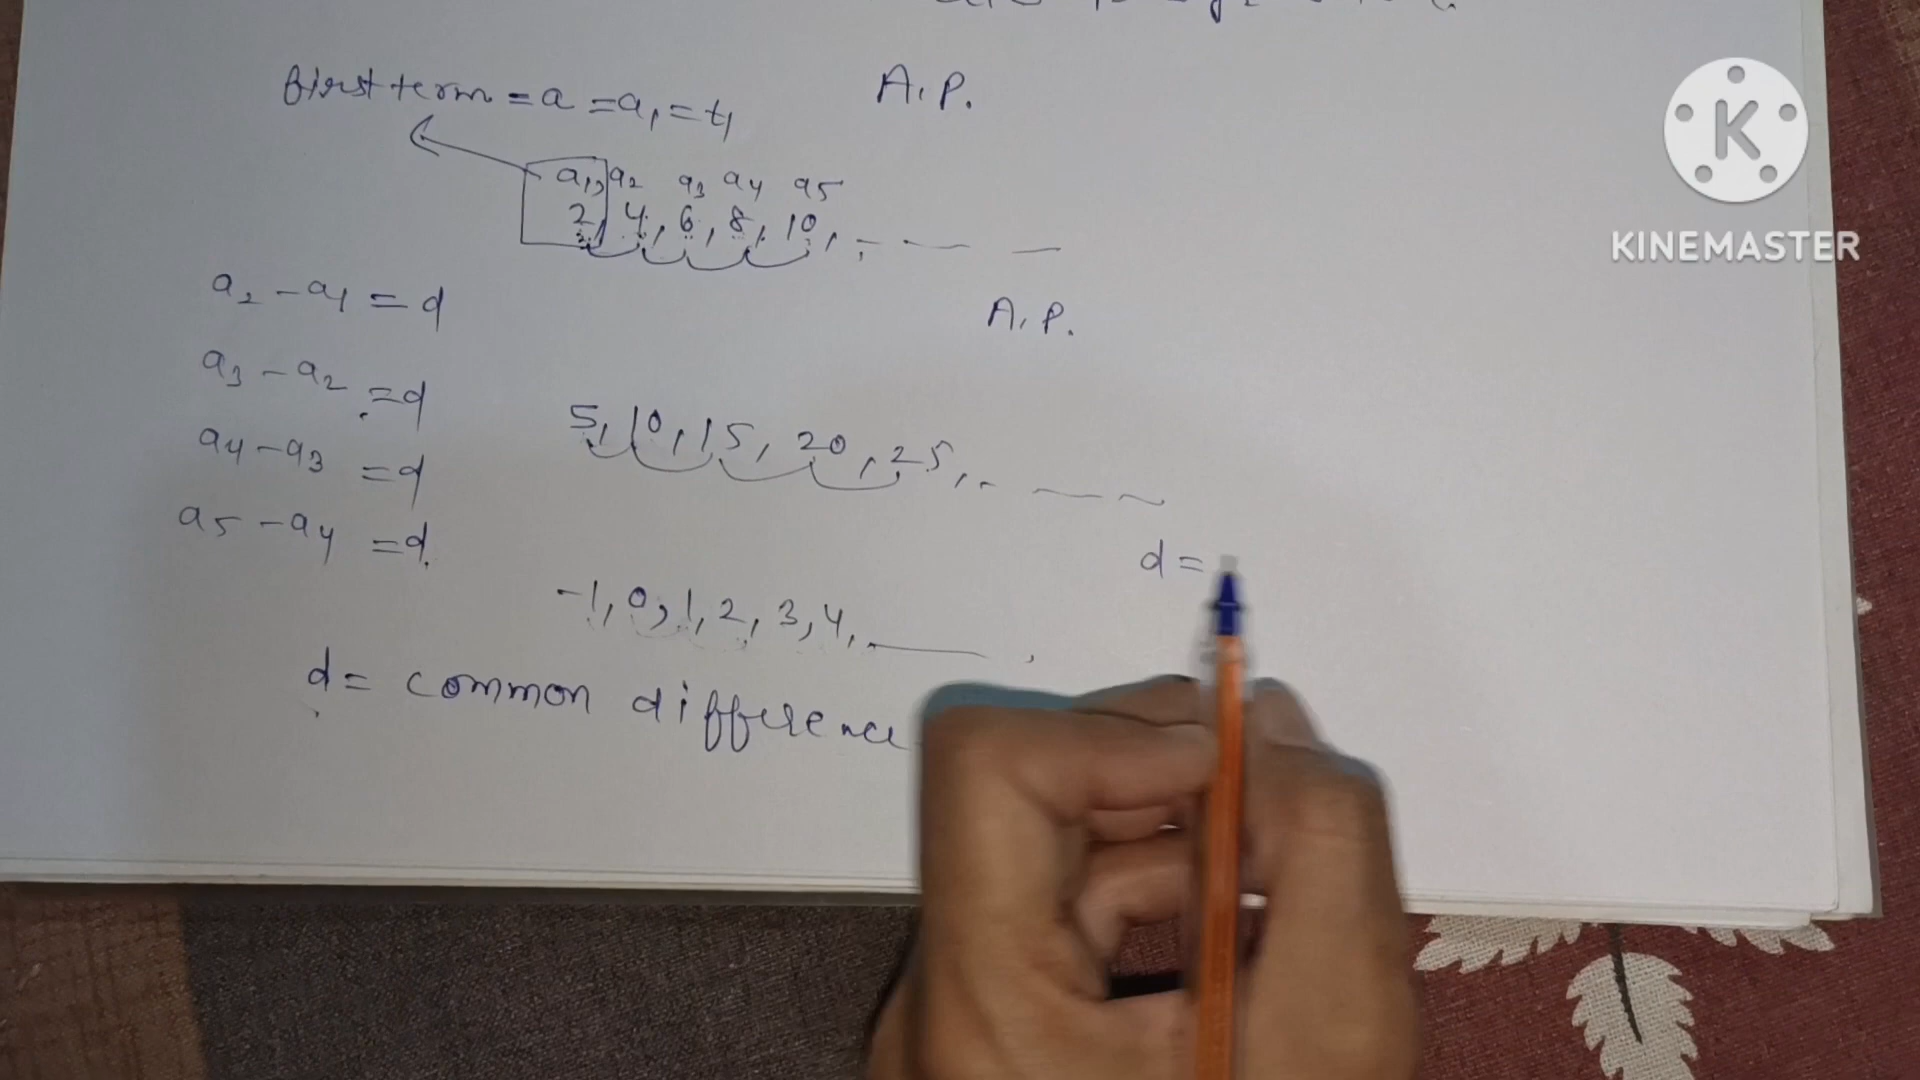 first term = a = a1 = t1
A.P.
a1, a2 a3 a4 a5
2, 4, 6, 8, 10, . — —
A.P.
a2 - a1 = d
a3 - a2 = d
a4 - a3 = d
a5 - a4 = d.
5, 10, 15, 20, 25, . — ~
d =
-1, 0, 1, 2, 3, 4, .—
d = common difference
K
KINEMASTER